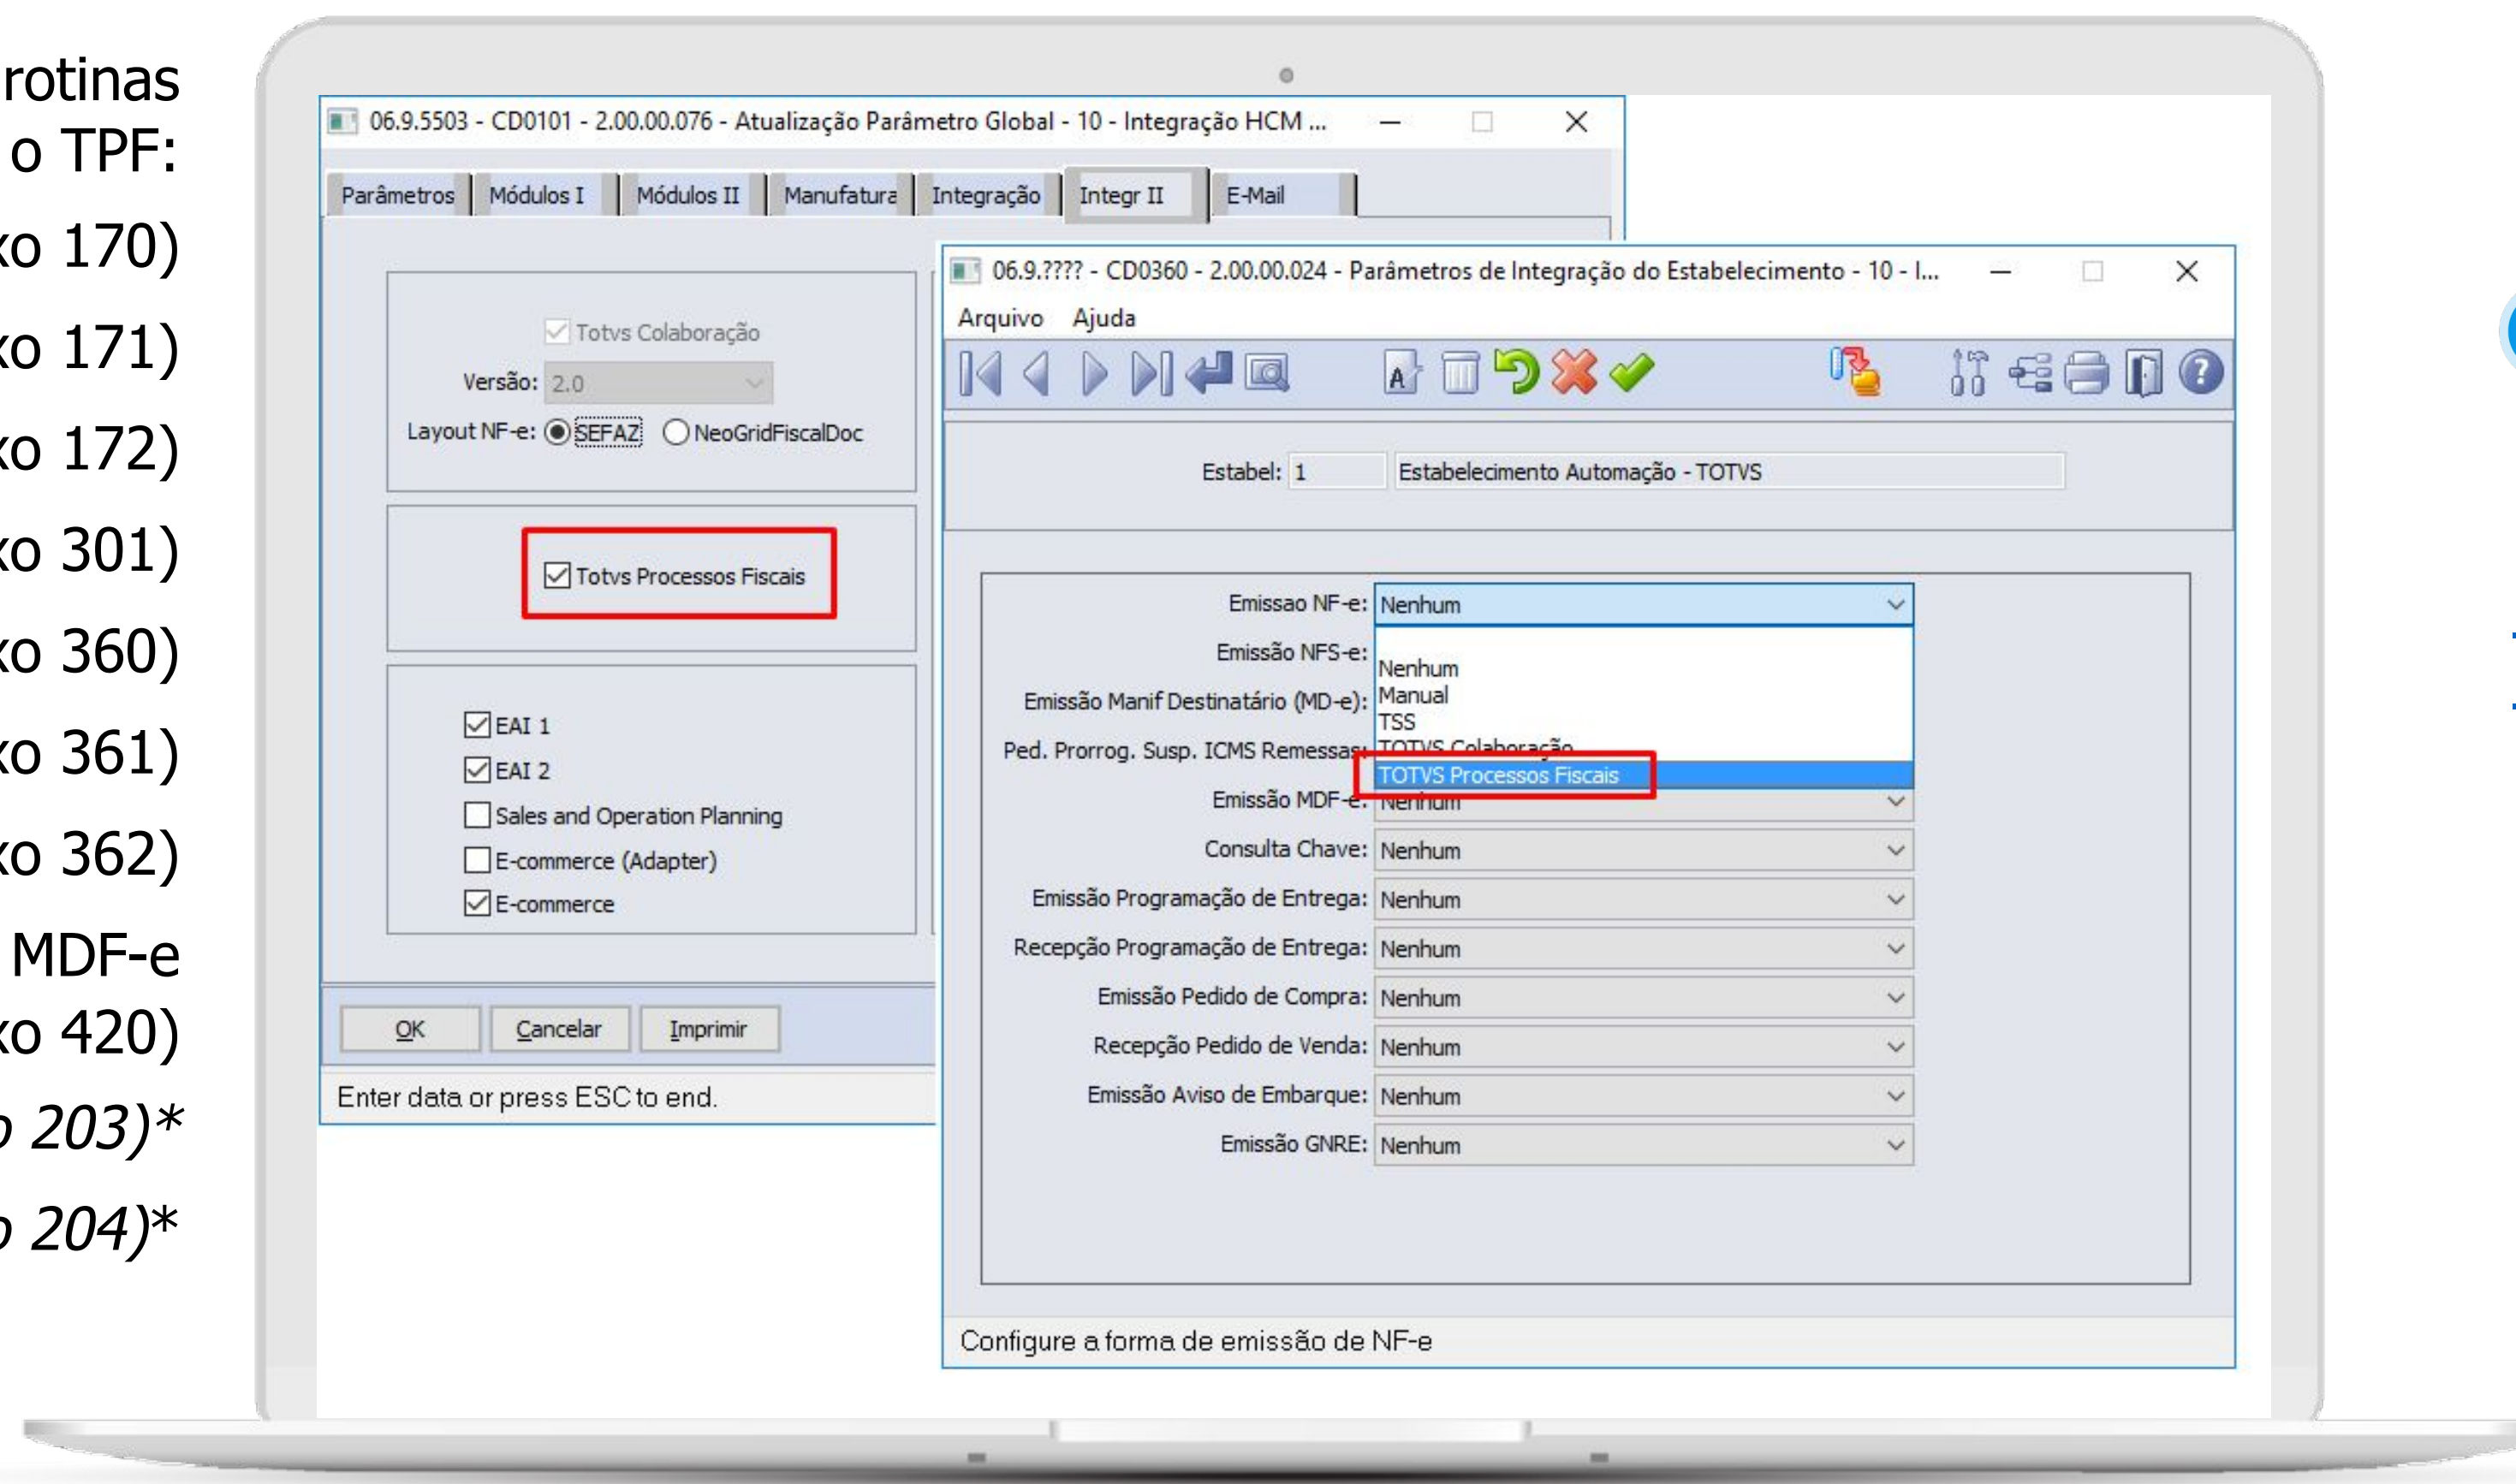 rotinas
o TPF:
xo 170)
xo 171)
xo 172)
xo 301)
xo 360)
xo 361)
xo 362)
MDF-e
xo 420)
o 203)*
o 204)*
06.9.5503 - CD0101 - 2.00.00.076 - Atualização Parâmetro Global - 10 - Integração HCM ...
Parâmetros Módulos I Módulos II Manufatura Integração Integr II E-Mail
Totvs Colaboração
Versão: 2.0
Layout NF-e: SEFAZ NeoGridFiscalDoc
Totvs Processos Fiscais
EAI 1
EAI 2
Sales and Operation Planning
E-commerce (Adapter)
E-commerce
OK Cancelar Imprimir
Enter data or press ESC to end.
06.9.???? - CD0360 - 2.00.00.024 - Parâmetros de Integração do Estabelecimento - 10 - I...
Arquivo Ajuda
Estabel: 1 Estabelecimento Automação - TOTVS
Emissao NF-e: Nenhum
Emissão NFS-e:
Nenhum
Emissão Manif Destinatário (MD-e): Manual
TSS
Ped. Prorrog. Susp. ICMS Remessas: TOTVS Colaboração
TOTVS Processos Fiscais
Emissão MDF-e: Nenhum
Consulta Chave: Nenhum
Emissão Programação de Entrega: Nenhum
Recepção Programação de Entrega: Nenhum
Emissão Pedido de Compra: Nenhum
Recepção Pedido de Venda: Nenhum
Emissão Aviso de Embarque: Nenhum
Emissão GNRE: Nenhum
Configure a forma de emissão de NF-e